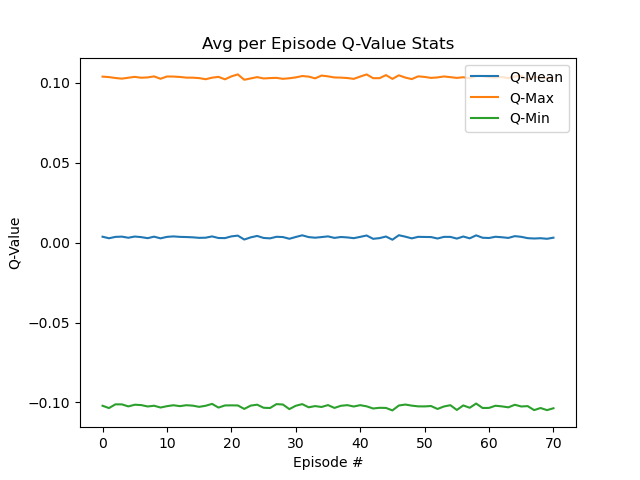 Avg per Episode Q-Value Stats
Q-Mean
Q-Max
Q-Min
Q-Value
0.10
0.05
0.00
−0.05
−0.10
0 10 20 30 40 50 60 70
Episode #